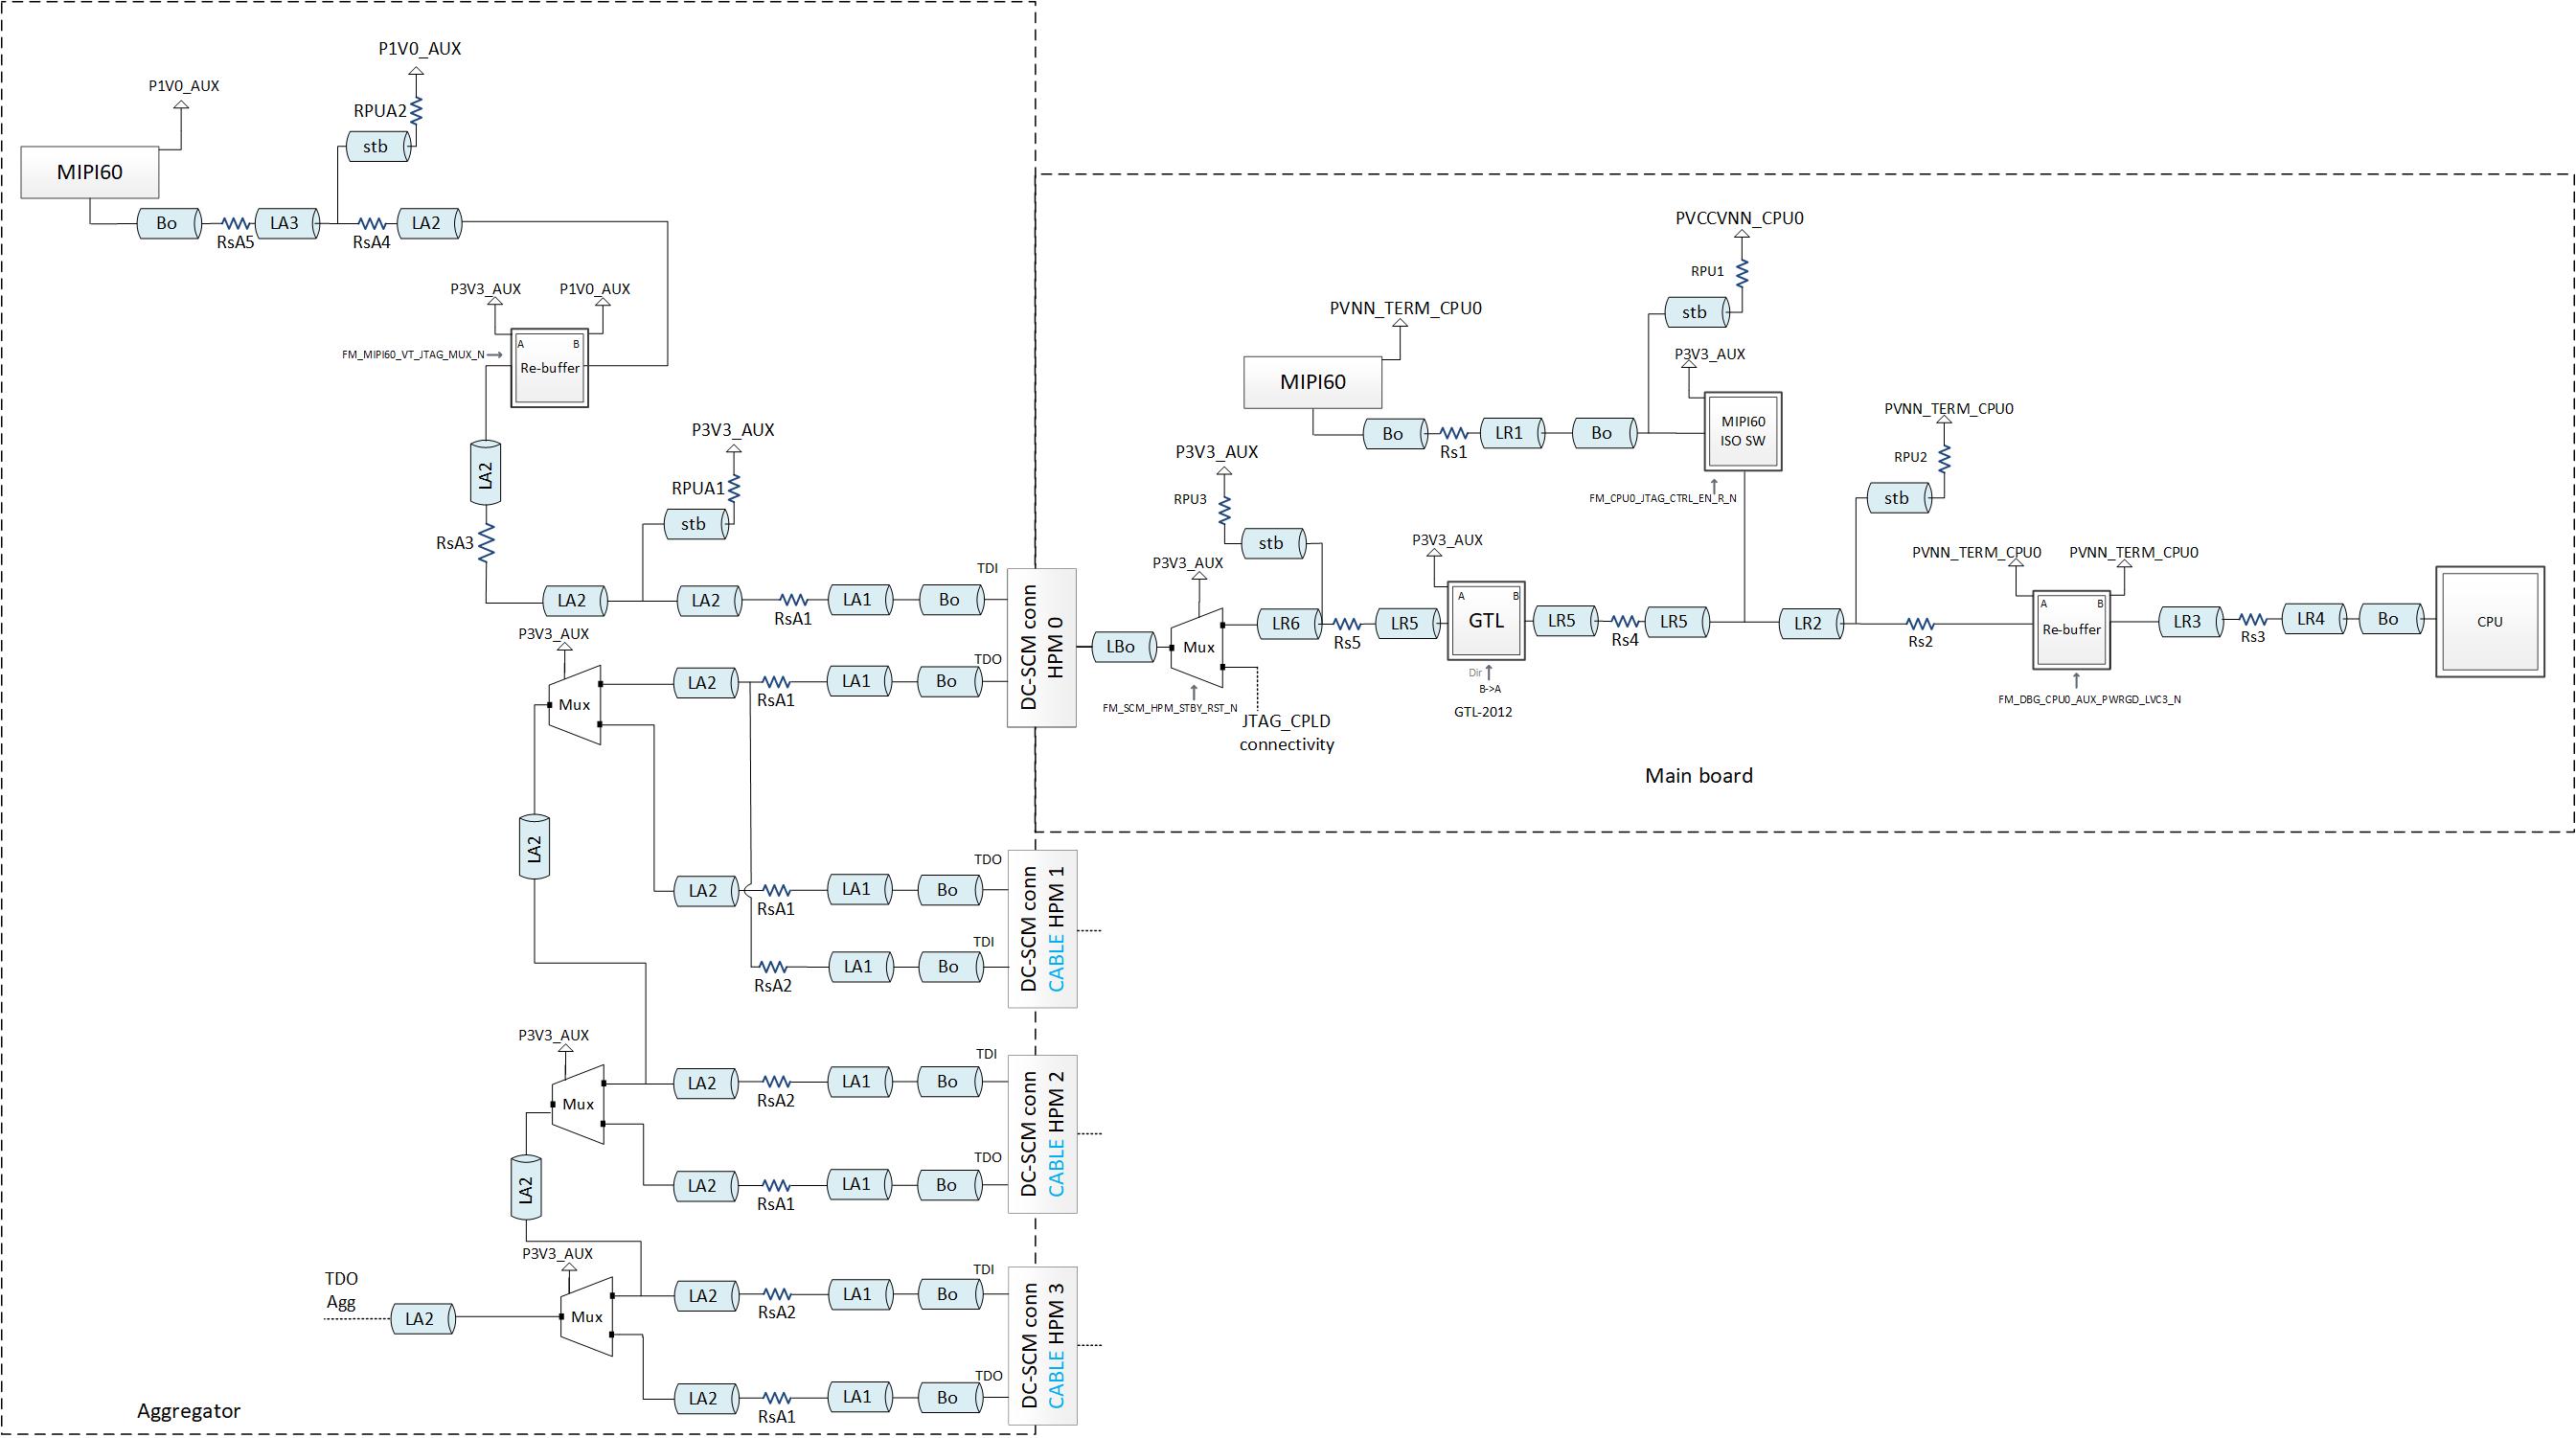 P1V0_AUX
P1V0_AUX
RPUA2
stb
MIPI60
Bo
RsA5
LA3
RsA4
LA2
P3V3_AUX
P1V0_AUX
FM_MIPI60_VT_JTAG_MUX_N
A
B
Re-buffer
LA2
RsA3
P3V3_AUX
RPUA1
stb
LA2
LA2
RsA1
LA1
Bo
TDI
P3V3_AUX
Mux
LA2
RsA1
LA1
Bo
TDO
DC-SCM conn
HPM 0
LA2
LA2
RsA1
LA1
Bo
TDO
RsA2
LA1
Bo
TDI
DC-SCM conn
CABLE HPM 1
P3V3_AUX
Mux
LA2
RsA2
LA1
Bo
TDI
LA2
LA2
RsA1
LA1
Bo
TDO
DC-SCM conn
CABLE HPM 2
P3V3_AUX
Mux
LA2
RsA2
LA1
Bo
TDI
TDO
Agg
LA2
LA2
RsA1
LA1
Bo
TDO
DC-SCM conn
CABLE HPM 3
Aggregator
PVCCVNN_CPU0
RPU1
stb
PVNN_TERM_CPU0
MIPI60
Bo
Rs1
LR1
Bo
P3V3_AUX
MIPI60
ISO SW
FM_CPU0_JTAG_CTRL_EN_R_N
PVNN_TERM_CPU0
RPU2
stb
P3V3_AUX
RPU3
stb
P3V3_AUX
LBo
Mux
FM_SCM_HPM_STBY_RST_N
JTAG_CPLD
connectivity
LR6
Rs5
LR5
P3V3_AUX
A
B
GTL
Dir
B->A
GTL-2012
LR5
Rs4
LR5
LR2
Rs2
PVNN_TERM_CPU0
PVNN_TERM_CPU0
A
B
Re-buffer
FM_DBG_CPU0_AUX_PWRGD_LVC3_N
LR3
Rs3
LR4
Bo
CPU
Main board